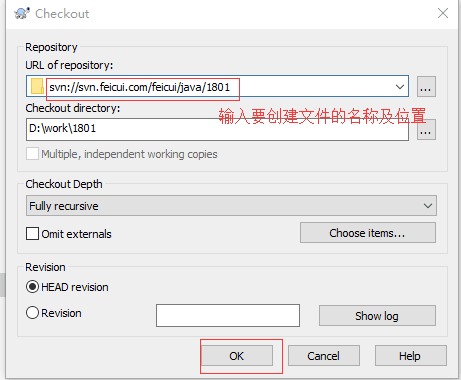 Checkout
Repository
URL of repository:
svn://svn.feicui.com/feicui/java/1801
...
Checkout directory:
输入要创建文件的名称及位置
D:\work\1801
...
Multiple, independent working copies
Checkout Depth
Fully recursive
Omit externals
Choose items...
Revision
HEAD revision
Revision
Show log
OK
Cancel
Help